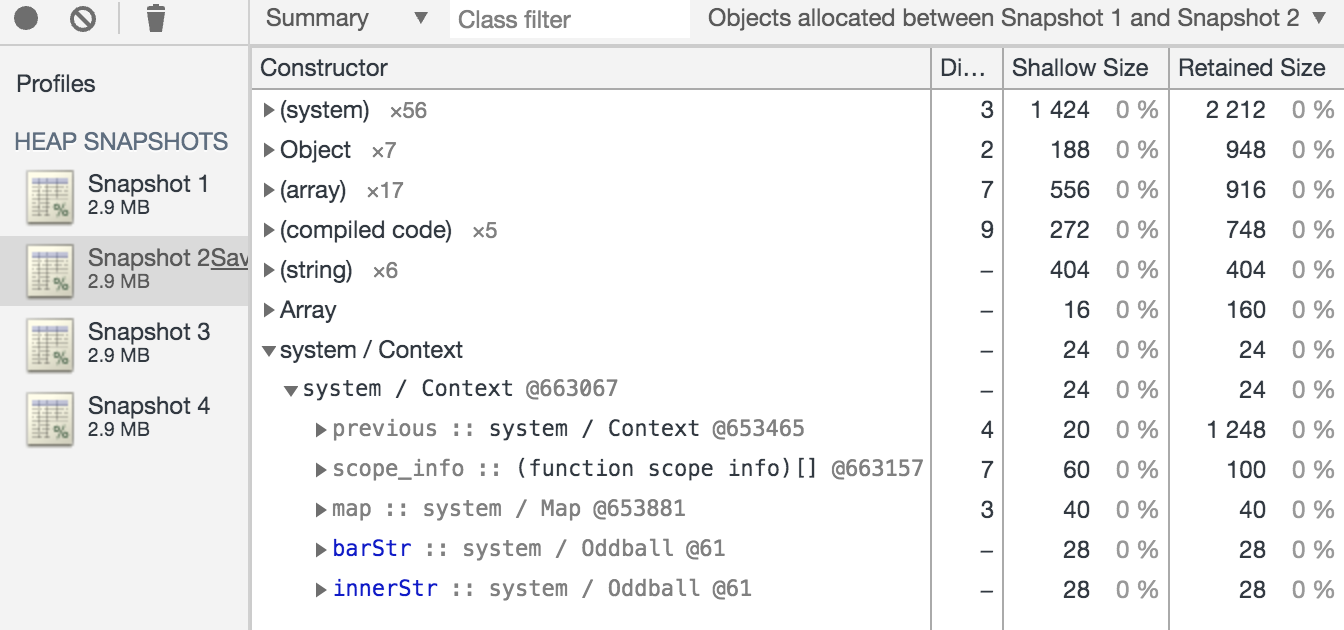 Summary ▼ Class filter Objects allocated between Snapshot 1 and Snapshot 2 ▼
Profiles
HEAP SNAPSHOTS
Snapshot 1
2.9 MB
Snapshot 2Sav
2.9 MB
Snapshot 3
2.9 MB
Snapshot 4
2.9 MB
Constructor Di… Shallow Size Retained Size
▶(system) ×56 3 1 424 0 % 2 212 0 %
▶Object ×7 2 188 0 % 948 0 %
▶(array) ×17 7 556 0 % 916 0 %
▶(compiled code) ×5 9 272 0 % 748 0 %
▶(string) ×6 – 404 0 % 404 0 %
▶Array – 16 0 % 160 0 %
▼system / Context – 24 0 % 24 0 %
▼system / Context @663067 – 24 0 % 24 0 %
▶previous :: system / Context @653465 4 20 0 % 1 248 0 %
▶scope_info :: (function scope info)[] @663157 7 60 0 % 100 0 %
▶map :: system / Map @653881 3 40 0 % 40 0 %
▶barStr :: system / Oddball @61 – 28 0 % 28 0 %
▶innerStr :: system / Oddball @61 – 28 0 % 28 0 %